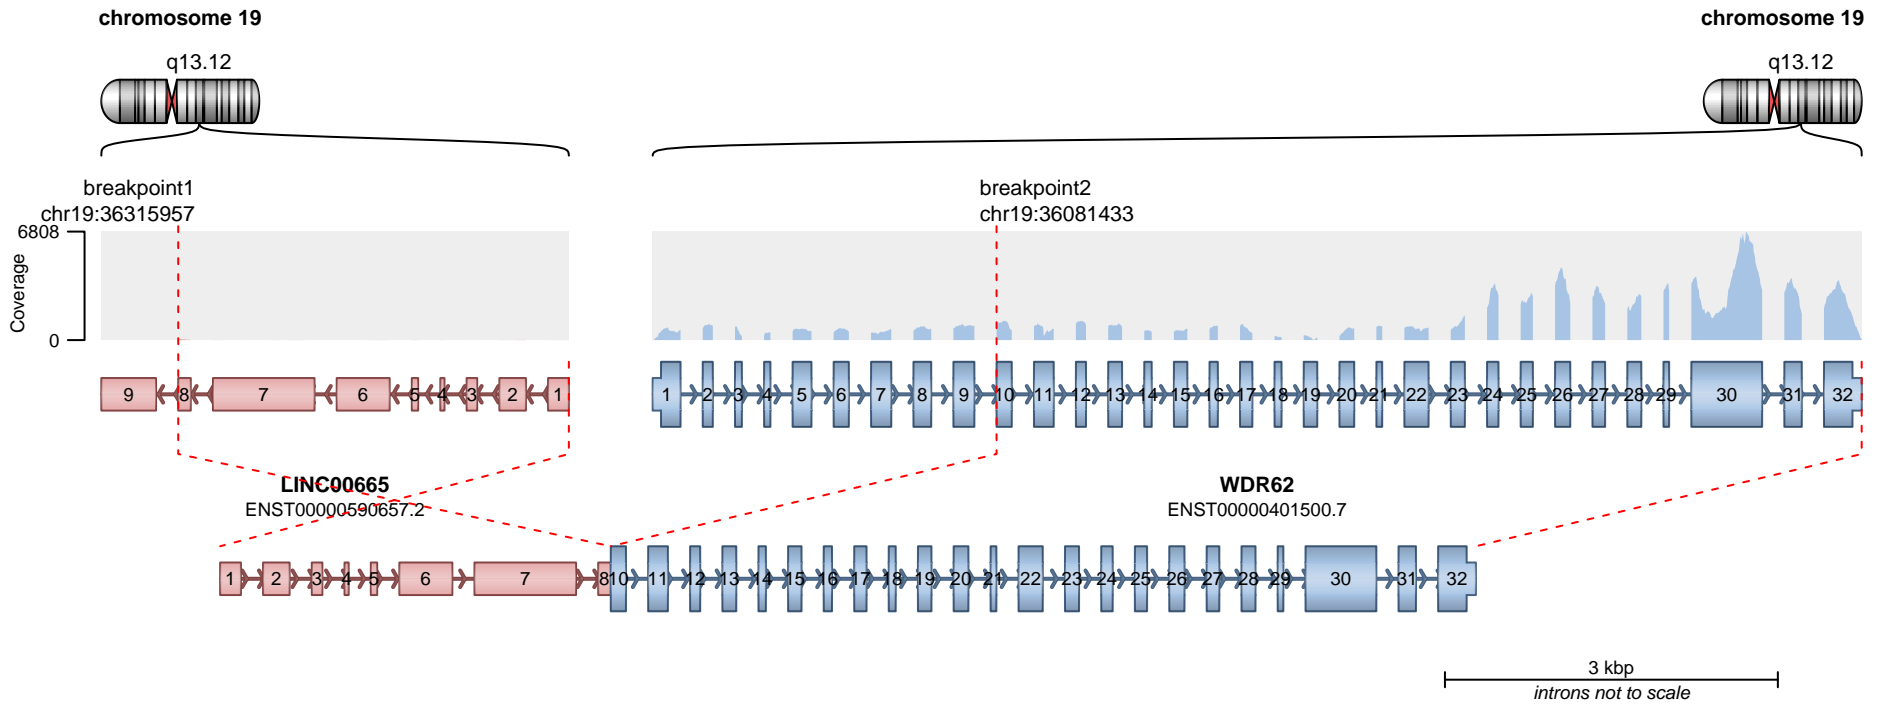 chromosome 19
chromosome 19
q13.12
q13.12
breakpoint1
chr19:36315957
breakpoint2
chr19:36081433
6808
Coverage
0
9 8 7 6 5 4 3 2 1
1 2 3 4 5 6 7 8 9 10 11 12 13 14 15 16 17 18 19 20 21 22 23 24 25 26 27 28 29 30 31 32
LINC00665
ENST00000590657.2
WDR62
ENST00000401500.7
1 2 3 4 5 6 7 8 10 11 12 13 14 15 16 17 18 19 20 21 22 23 24 25 26 27 28 29 30 31 32
3 kbp
introns not to scale